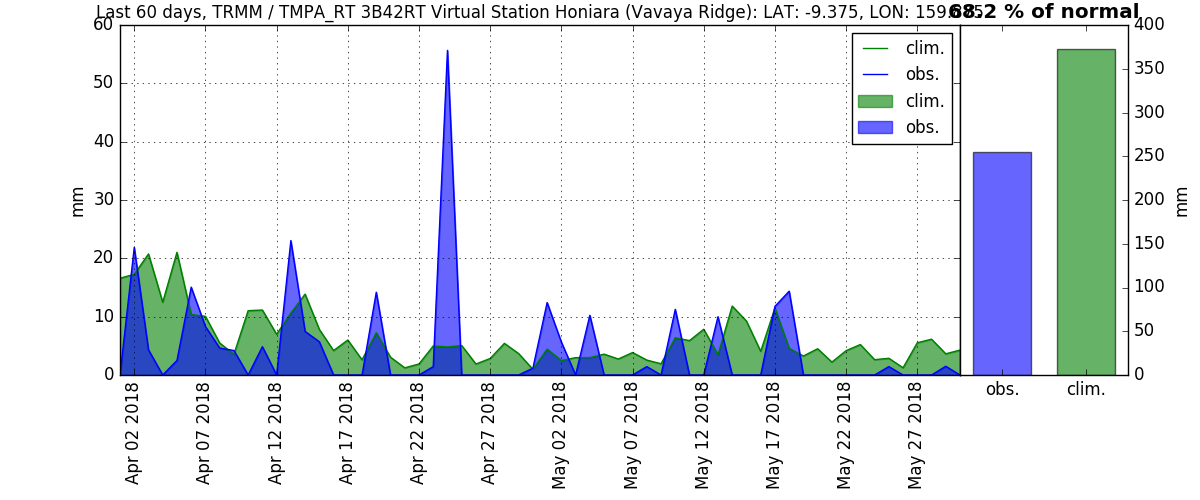 Last 60 days, TRMM / TMPA_RT 3B42RT Virtual Station Honiara (Vavaya Ridge): LAT: -9.375, LON:
68.2 % of normal
60
50
40
30
20
10
0
mm
clim.
obs.
clim.
obs.
400
350
300
250
200
150
100
50
0
mm
obs.
clim.
Apr 02 2018
Apr 07 2018
Apr 12 2018
Apr 17 2018
Apr 22 2018
Apr 27 2018
May 02 2018
May 07 2018
May 12 2018
May 17 2018
May 22 2018
May 27 2018